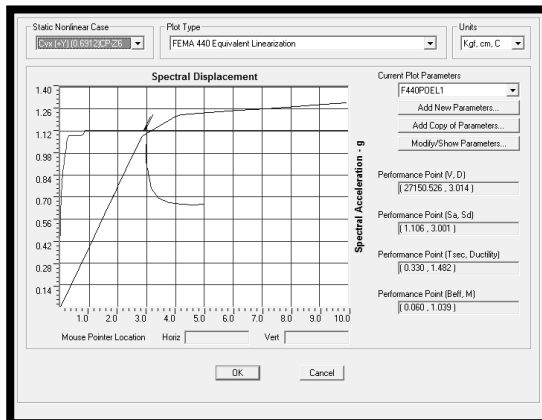 Static Nonlinear Case
Cvx (+Y) (0.6912)CP-Z6
Plot Type
FEMA 440 Equivalent Linearization
Units
Kgf, cm, C
Spectral Displacement
1.40
1.26
1.12
0.98
0.84
0.70
0.56
0.42
0.28
0.14
1.0 2.0 3.0 4.0 5.0 6.0 7.0 8.0 9.0 10.0
Spectral Acceleration - g
Mouse Pointer Location Horiz Vert
Current Plot Parameters
F440POEL1
Add New Parameters...
Add Copy of Parameters...
Modify/Show Parameters...
Performance Point (V, D)
( 27150.526 , 3.014 )
Performance Point (Sa, Sd)
( 1.106 , 3.001 )
Performance Point (Tsec, Ductility)
( 0.330 , 1.482 )
Performance Point (Beff, M)
( 0.060 , 1.039 )
OK Cancel